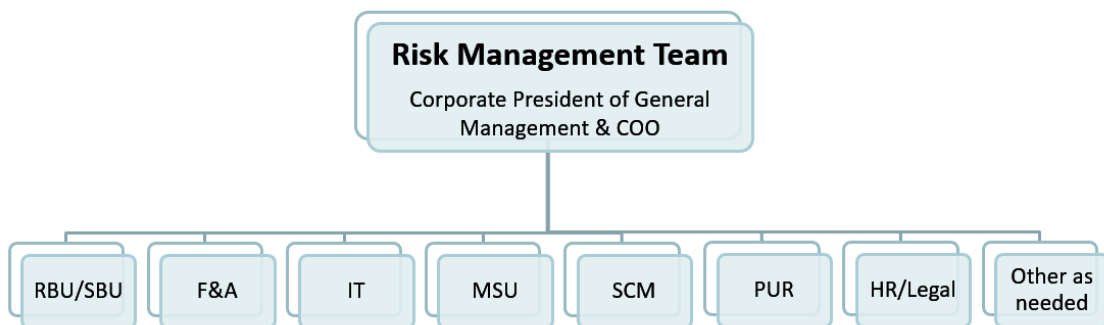 Risk Management Team
Corporate President of General
Management & COO
RBU/SBU
F&A
IT
MSU
SCM
PUR
HR/Legal
Other as
needed